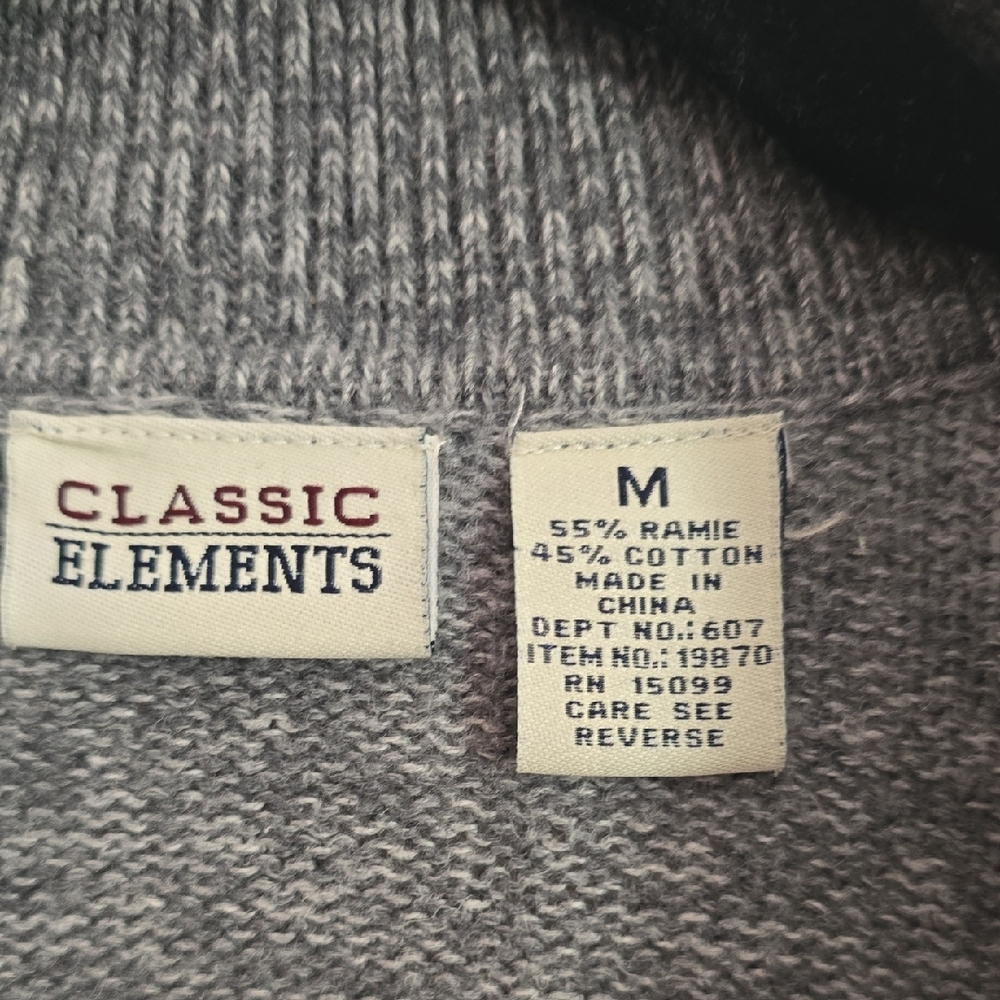 CLASSIC
ELEMENTS
M
55% RAMIE
45% COTTON
MADE IN
CHINA
DEPT NO.:607
ITEM NO.:19870
RN 15099
CARE SEE
REVERSE